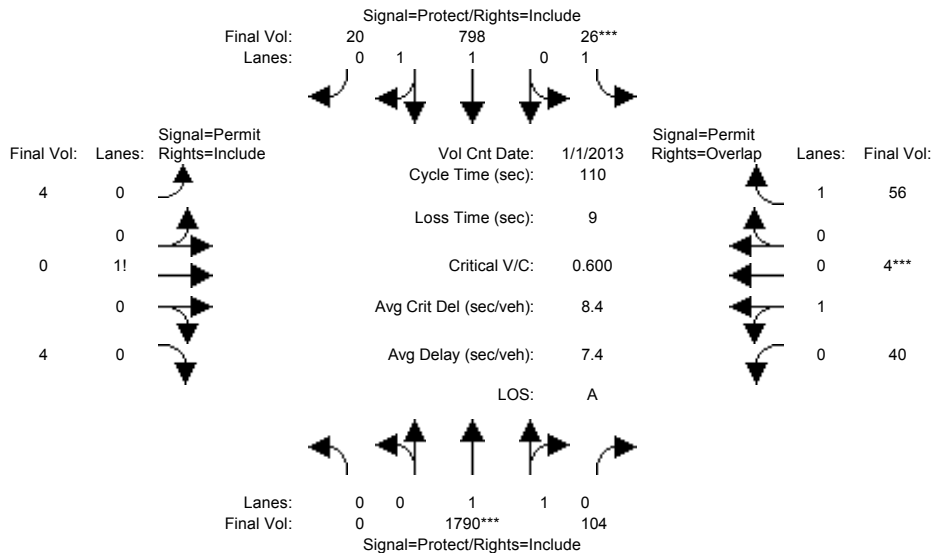 Signal=Protect/Rights=Include
Final Vol: 20 798 26***
Lanes: 0 1 1 0 1
Signal=Permit Signal=Permit
Final Vol: Lanes: Rights=Include Vol Cnt Date: 1/1/2013 Rights=Overlap Lanes: Final Vol:
Cycle Time (sec): 110
4 0 1 56
Loss Time (sec): 9
0 0
0 1! Critical V/C: 0.600 0 4***
0 Avg Crit Del (sec/veh): 8.4 1
4 0 Avg Delay (sec/veh): 7.4 0 40
LOS: A
Lanes: 0 0 1 1 0
Final Vol: 0 1790*** 104
Signal=Protect/Rights=Include